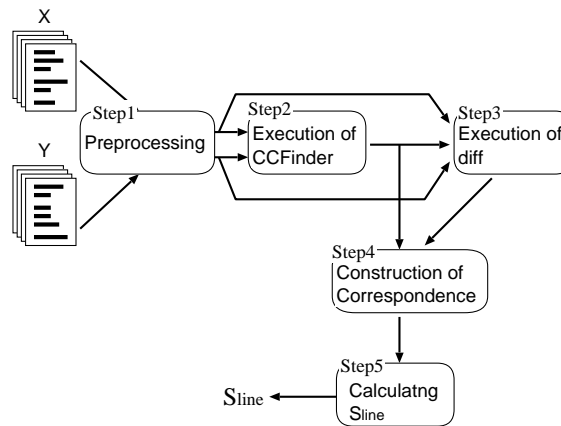 X
Step1
Preprocessing
Y
Step2
Execution of
CCFinder
Step3
Execution of
diff
Step4
Construction of
Correspondence
Step5
Calculatng
Sline
Sline